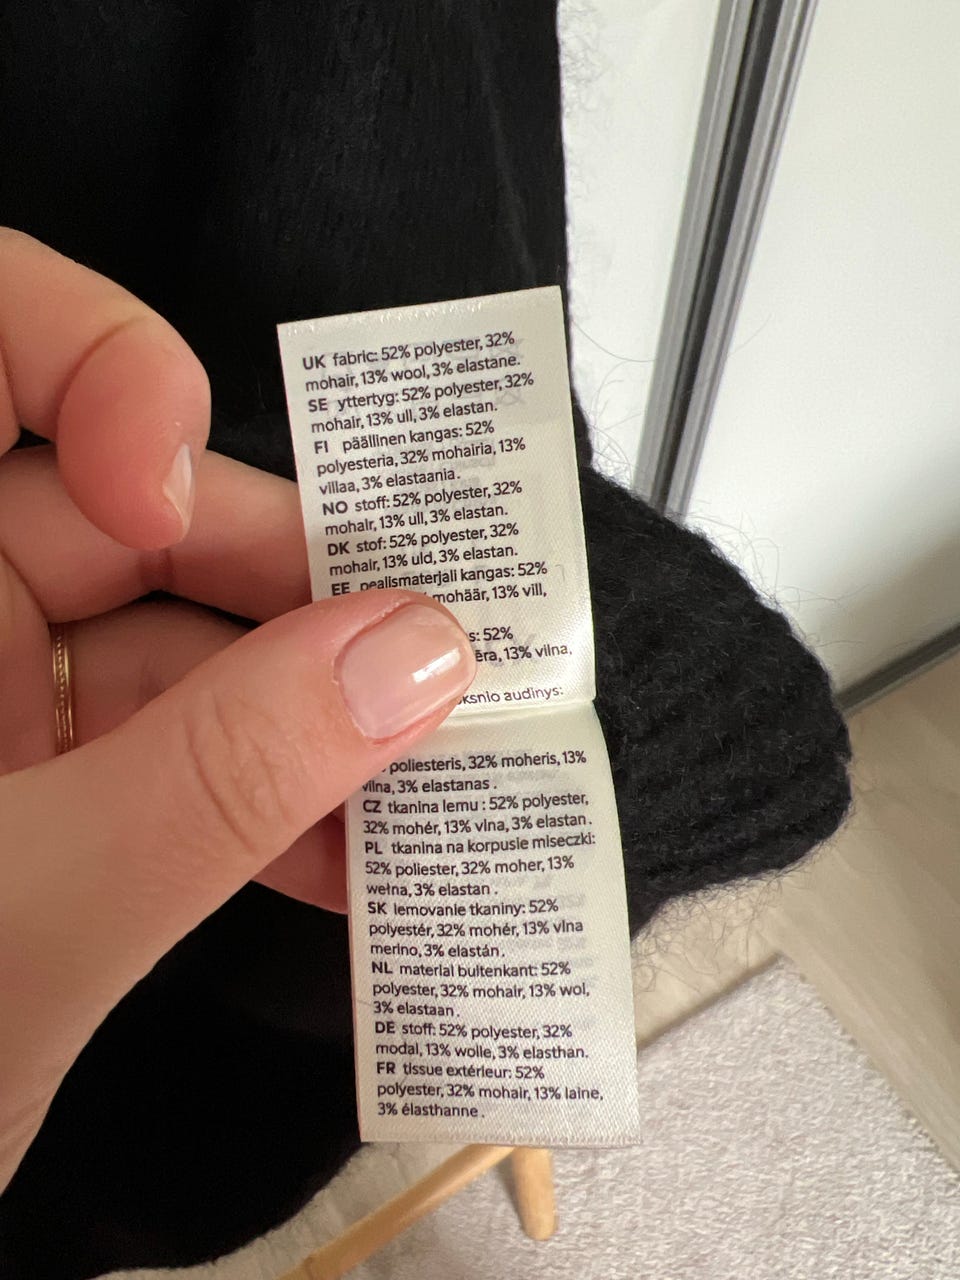 UK fabric: 52% polyester, 32%
mohair, 13% wool, 3% elastane.
SE yttertyg: 52% polyester, 32%
mohair, 13% ull, 3% elastan.
FI päällinen kangas: 52%
polyesteria, 32% mohairia, 13%
villaa, 3% elastaania.
NO stoff: 52% polyester, 32%
mohair, 13% ull, 3% elastan.
DK stof: 52% polyester, 32%
mohair, 13% uld, 3% elastan.
EE pealismaterjali kangas: 52%
mohäär, 13% vill,
52%
13% vilna,
audinys:
poliesteris, 32% moheris, 13%
vilna, 3% elastanas .
CZ tkanina lemu : 52% polyester,
32% mohér, 13% vlna, 3% elastan .
PL tkanina na korpusie miseczki:
52% poliester, 32% moher, 13%
wełna, 3% elastan .
SK lemovanie tkaniny: 52%
polyestér, 32% mohér, 13% vlna
merino, 3% elastán .
NL material buitenkant: 52%
polyester, 32% mohair, 13% wol,
3% elastaan .
DE stoff: 52% polyester, 32%
modal, 13% wolle, 3% elasthan.
FR tissue extérieur: 52%
polyester, 32% mohair, 13% laine,
3% élasthanne .